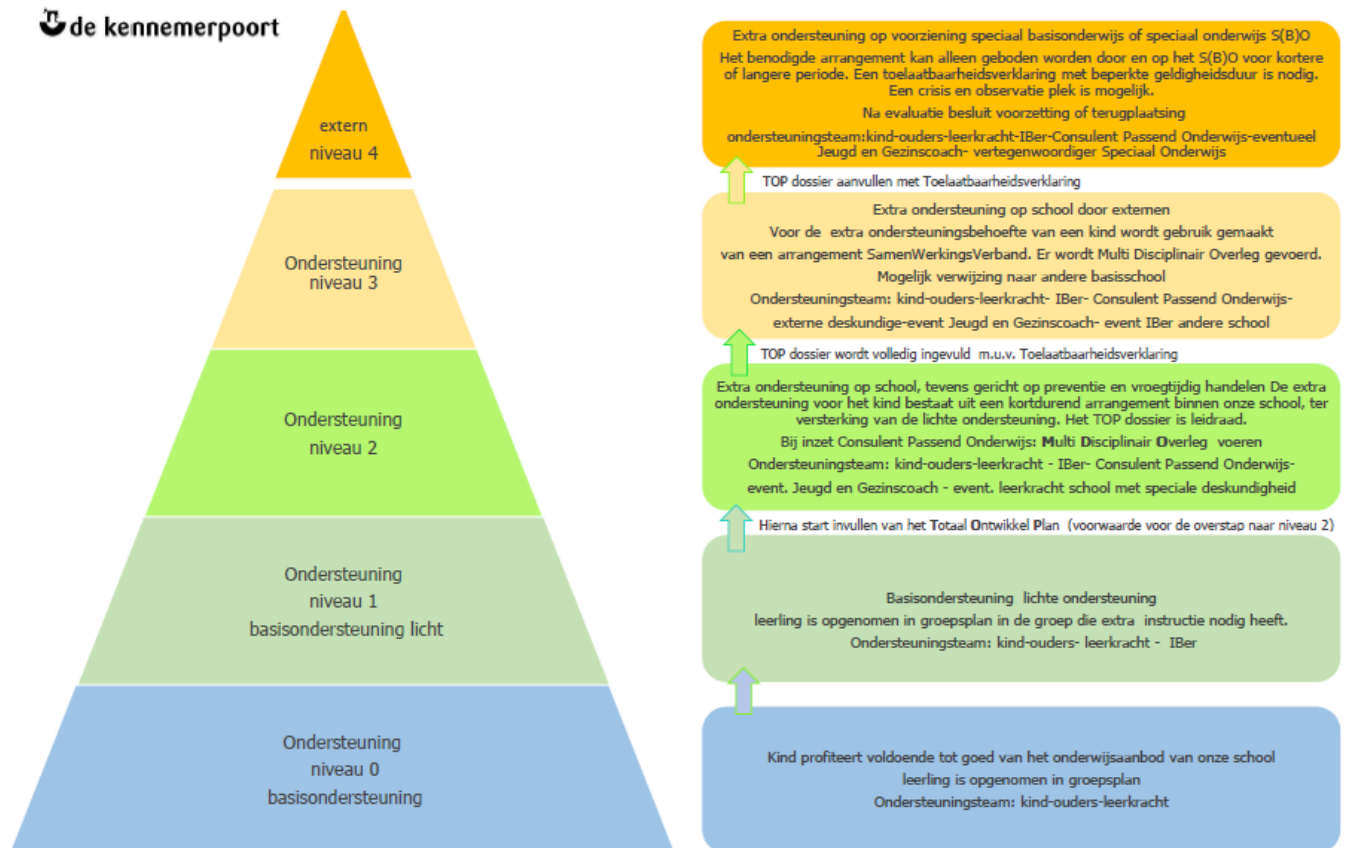 de kennemerpoort
extern
niveau 4
Ondersteuning
niveau 3
Ondersteuning
niveau 2
Ondersteuning
niveau 1
basisondersteuning licht
Ondersteuning
niveau 0
basisondersteuning
Extra ondersteuning op voorziening speciaal basisonderwijs of speciaal onderwijs S(B)O
Het benodigde arrangement kan alleen geboden worden door en op het S(B)O voor kortere
of langere periode. Een toelaatbaarheidsverklaring met beperkte geldigheidsduur is nodig.
Een crisis en observatie plek is mogelijk.
Na evaluatie besluit voorzetting of terugplaatsing
ondersteuningsteam:kind-ouders-leerkracht-IBer-Consulent Passend Onderwijs-eventueel
Jeugd en Gezinscoach- vertegenwoordiger Speciaal Onderwijs
TOP dossier aanvullen met Toelaatbaarheidsverklaring
Extra ondersteuning op school door externen
Voor de extra ondersteuningsbehoefte van een kind wordt gebruik gemaakt
van een arrangement SamenWerkingsVerband. Er wordt Multi Disciplinair Overleg gevoerd.
Mogelijk verwijzing naar andere basisschool
Ondersteuningsteam: kind-ouders-leerkracht- IBer- Consulent Passend Onderwijs-
externe deskundige-event Jeugd en Gezinscoach- event IBer andere school
TOP dossier wordt volledig ingevuld m.u.v. Toelaatbaarheidsverklaring
Extra ondersteuning op school, tevens gericht op preventie en vroegtijdig handelen De extra
ondersteuning voor het kind bestaat uit een kortdurend arrangement binnen onze school, ter
versterking van de lichte ondersteuning. Het TOP dossier is leidraad.
Bij inzet Consulent Passend Onderwijs: Multi Disciplinair Overleg voeren
Ondersteuningsteam: kind-ouders-leerkracht - IBer- Consulent Passend Onderwijs-
event. Jeugd en Gezinscoach - event. leerkracht school met speciale deskundigheid
Hierna start invullen van het Totaal Ontwikkel Plan (voorwaarde voor de overstap naar niveau 2)
Basisondersteuning lichte ondersteuning
leerling is opgenomen in groepsplan in de groep die extra instructie nodig heeft.
Ondersteuningsteam: kind-ouders- leerkracht - IBer
Kind profiteert voldoende tot goed van het onderwijsaanbod van onze school
leerling is opgenomen in groepsplan
Ondersteuningsteam: kind-ouders-leerkracht